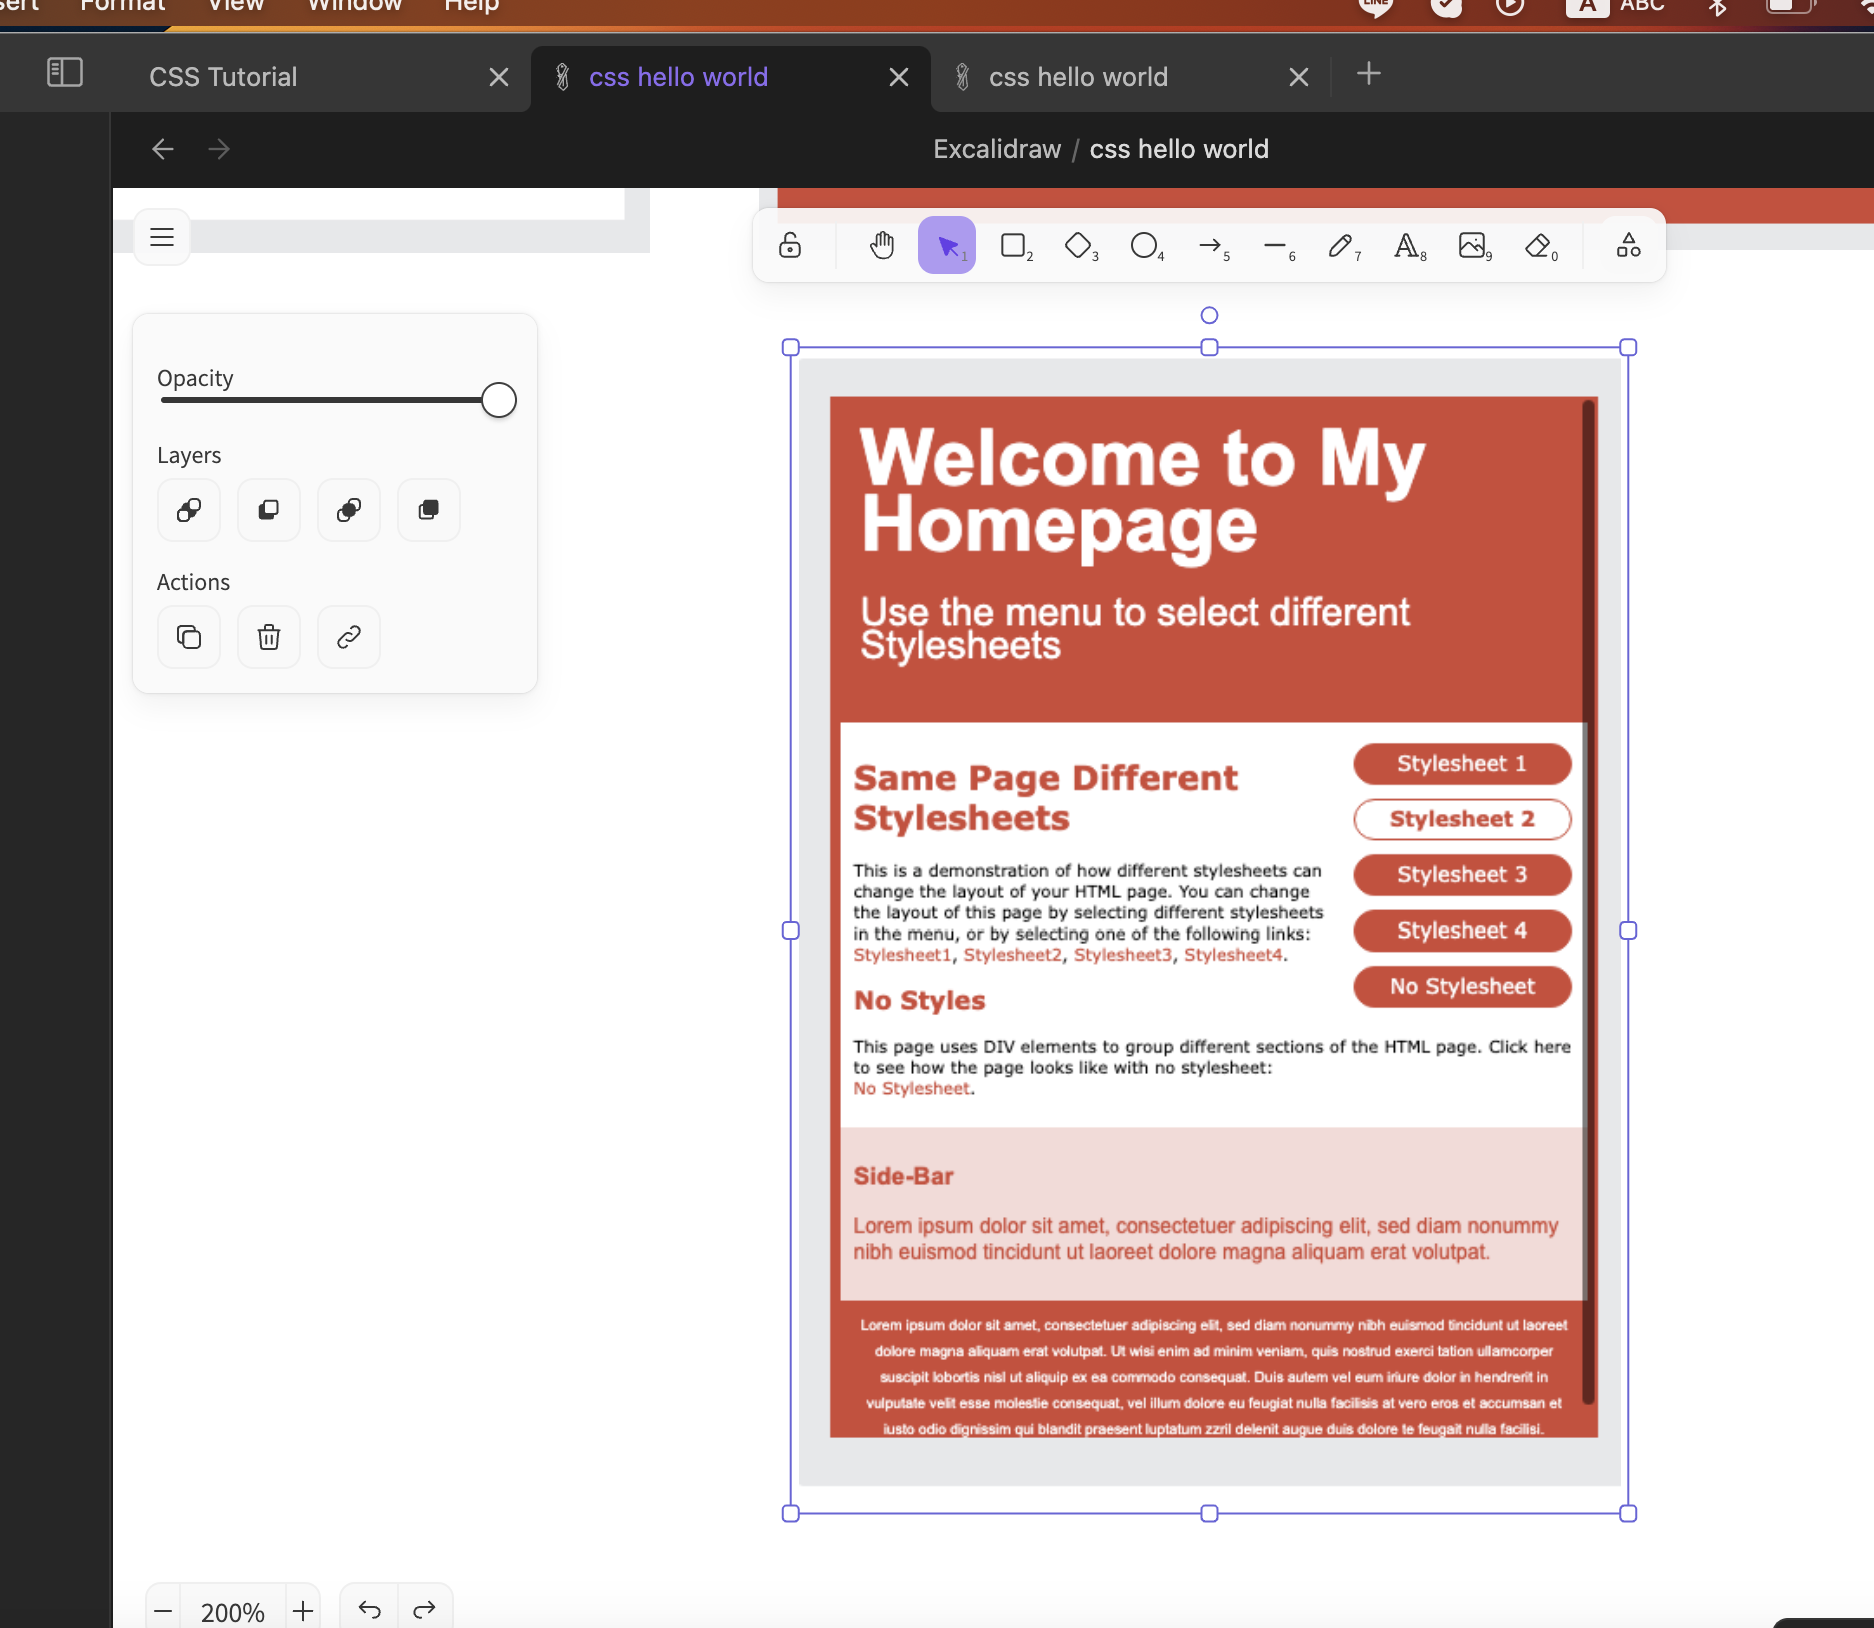 Format View Window Help
LINE
A ABC
CSS Tutorial
css hello world
css hello world
Excalidraw / css hello world
1 2 3 4 5 6 7 8 9 0
Opacity
Layers
Actions
Welcome to My
Homepage
Use the menu to select different
Stylesheets
Same Page Different
Stylesheets
This is a demonstration of how different stylesheets can
change the layout of your HTML page. You can change
the layout of this page by selecting different stylesheets
in the menu, or by selecting one of the following links:
Stylesheet1, Stylesheet2, Stylesheet3, Stylesheet4.
Stylesheet 1
Stylesheet 2
Stylesheet 3
Stylesheet 4
No Stylesheet
No Styles
This page uses DIV elements to group different sections of the HTML page. Click here
to see how the page looks like with no stylesheet:
No Stylesheet.
Side-Bar
Lorem ipsum dolor sit amet, consectetuer adipiscing elit, sed diam nonummy
nibh euismod tincidunt ut laoreet dolore magna aliquam erat volutpat.
Lorem ipsum dolor sit amet, consectetuer adipiscing elit, sed diam nonummy nibh euismod tincidunt ut laoreet
dolore magna aliquam erat volutpat. Ut wisi enim ad minim veniam, quis nostrud exerci tation ullamcorper
suscipit lobortis nisl ut aliquip ex ea commodo consequat. Duis autem vel eum iriure dolor in hendrerit in
vulputate velit esse molestie consequat, vel illum dolore eu feugiat nulla facilisis at vero eros et accumsan et
iusto odio dignissim qui blandit praesent luptatum zzril delenit augue duis dolore te feugait nulla facilisi.
200%